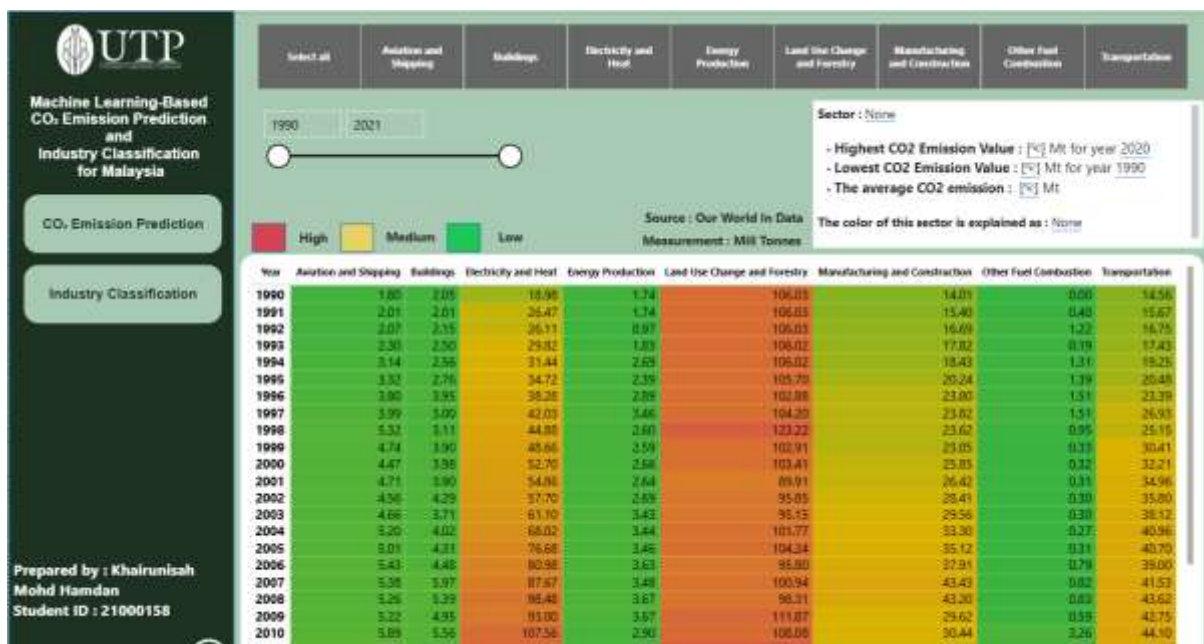 UTP
Machine Learning-Based
CO₂ Emission Prediction
and
Industry Classification
for Malaysia
CO₂ Emission Prediction
Industry Classification
Prepared by : Khairunisah
Mohd Hamdan
Student ID : 21000158
Select all
Aviation and
Shipping
Buildings
Electricity and
Heat
Energy
Production
Land Use Change
and Forestry
Manufacturing
and Construction
Other Fuel
Combustion
Transportation
1990 2021
Sector : None
- Highest CO2 Emission Value : Mt for year 2020
- Lowest CO2 Emission Value : Mt for year 1990
- The average CO2 emission : Mt
The color of this sector is explained as : None
Source : Our World In Data
Measurement : Mill Tonnes
High Medium Low
Year Aviation and Shipping Buildings Electricity and Heat Energy Production Land Use Change and Forestry Manufacturing and Construction Other Fuel Combustion Transportation
1990 1.80 2.05 18.98 1.74 106.03 14.01 0.00 14.56
1991 2.01 2.01 26.47 1.74 106.03 15.40 0.40 15.67
1992 2.07 2.15 26.11 0.97 106.03 16.69 1.22 16.75
1993 2.30 2.50 29.82 1.83 106.02 17.82 0.19 17.43
1994 3.14 2.56 31.44 2.69 106.02 18.43 1.31 19.25
1995 3.32 2.76 34.72 2.39 105.70 20.24 1.39 20.48
1996 3.80 3.95 38.28 2.89 102.88 23.80 1.51 23.39
1997 3.99 3.00 42.03 3.46 104.20 23.82 1.51 26.93
1998 5.32 3.11 44.88 2.60 123.22 23.62 0.95 25.15
1999 4.74 3.90 48.66 2.59 102.91 23.05 0.33 30.41
2000 4.47 3.98 52.70 2.66 103.41 25.85 0.32 32.21
2001 4.71 3.90 54.86 2.64 89.91 26.42 0.31 34.96
2002 4.56 4.29 57.70 2.69 95.85 28.41 0.30 35.80
2003 4.66 3.71 61.10 3.43 95.15 29.56 0.30 38.12
2004 5.20 4.02 68.02 3.44 101.77 33.30 0.27 40.96
2005 5.01 4.31 76.68 3.46 104.24 35.12 0.31 40.70
2006 5.43 4.48 80.98 3.63 95.80 37.91 0.79 39.00
2007 5.38 5.97 87.67 3.48 100.94 43.43 0.82 41.53
2008 5.26 5.39 98.48 3.67 98.31 43.20 0.83 43.62
2009 5.22 4.95 93.00 3.67 111.87 29.62 0.59 42.75
2010 5.89 5.56 107.56 2.90 108.08 30.44 3.26 44.10